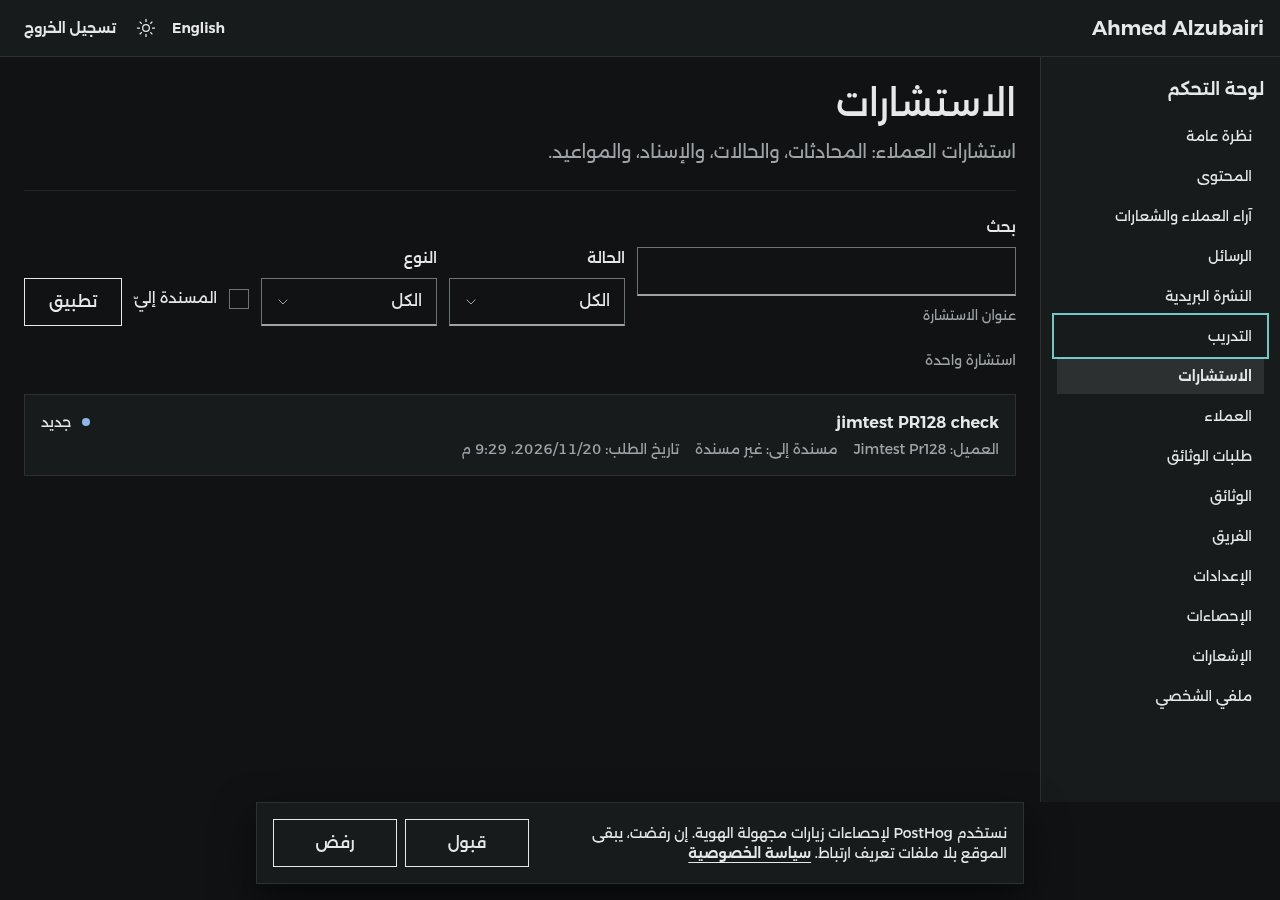 Ahmed Alzubairi
English
تسجيل الخروج
لوحة التحكم
نظرة عامة
المحتوى
آراء العملاء والشعارات
الرسائل
النشرة البريدية
التدريب
الاستشارات
العملاء
طلبات الوثائق
الوثائق
الفريق
الإعدادات
الإحصاءات
الإشعارات
ملفي الشخصي
الاستشارات
استشارات العملاء: المحادثات، والحالات، والإسناد، والمواعيد.
بحث
عنوان الاستشارة
الحالة
الكل
النوع
الكل
المسندة إليّ
تطبيق
استشارة واحدة
jimtest PR128 check
جديد
العميل: Jimtest Pr128 مسندة إلى: غير مسندة تاريخ الطلب: 2026/11/20، 9:29 م
نستخدم PostHog لإحصاءات زيارات مجهولة الهوية. إن رفضت، يبقى
الموقع بلا ملفات تعريف ارتباط. سياسة الخصوصية
قبول
رفض